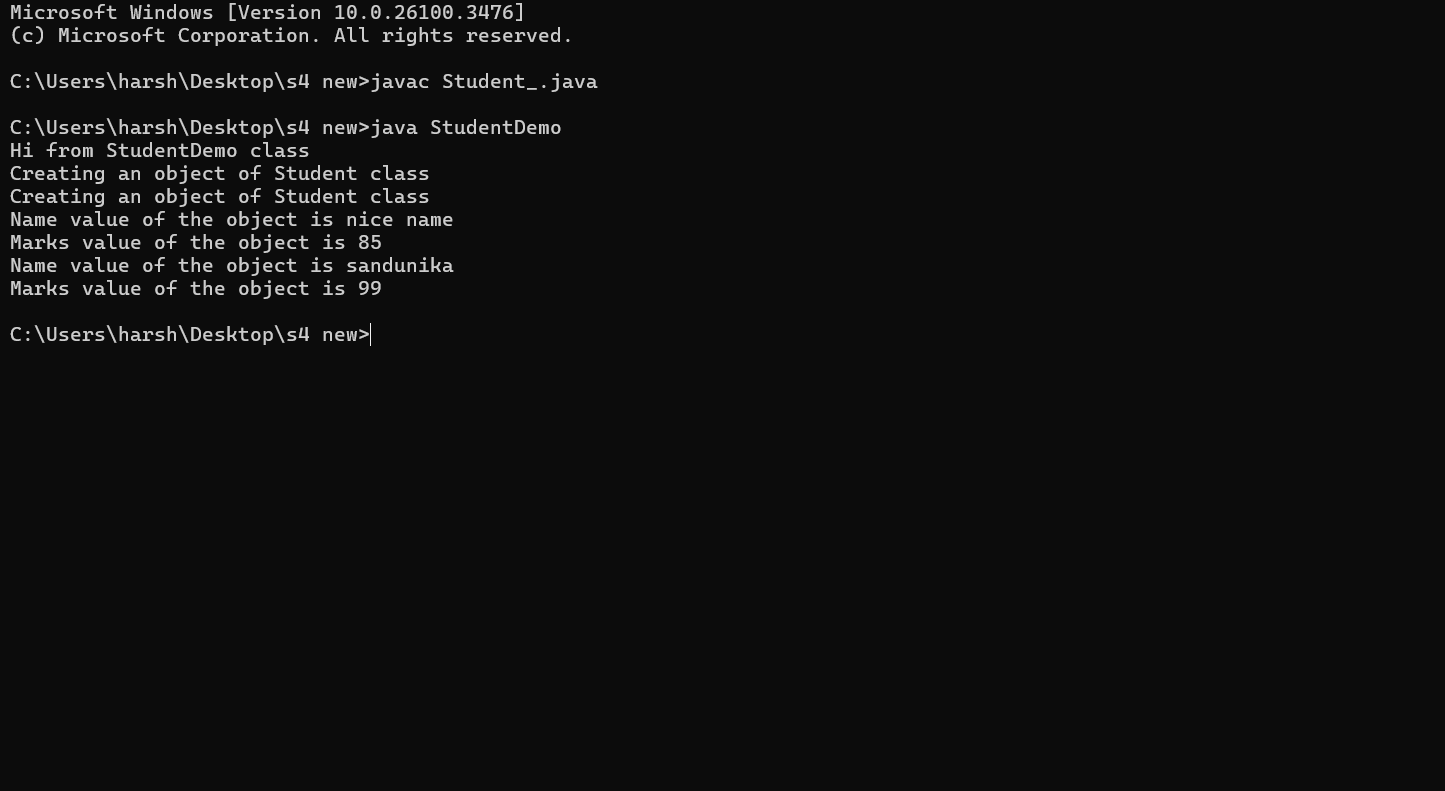 Microsoft Windows [Version 10.0.26100.3476]
(c) Microsoft Corporation. All rights reserved.
C:\Users\harsh\Desktop\s4 new>javac Student_.java
C:\Users\harsh\Desktop\s4 new>java StudentDemo
Hi from StudentDemo class
Creating an object of Student class
Creating an object of Student class
Name value of the object is nice name
Marks value of the object is 85
Name value of the object is sandunika
Marks value of the object is 99
C:\Users\harsh\Desktop\s4 new>